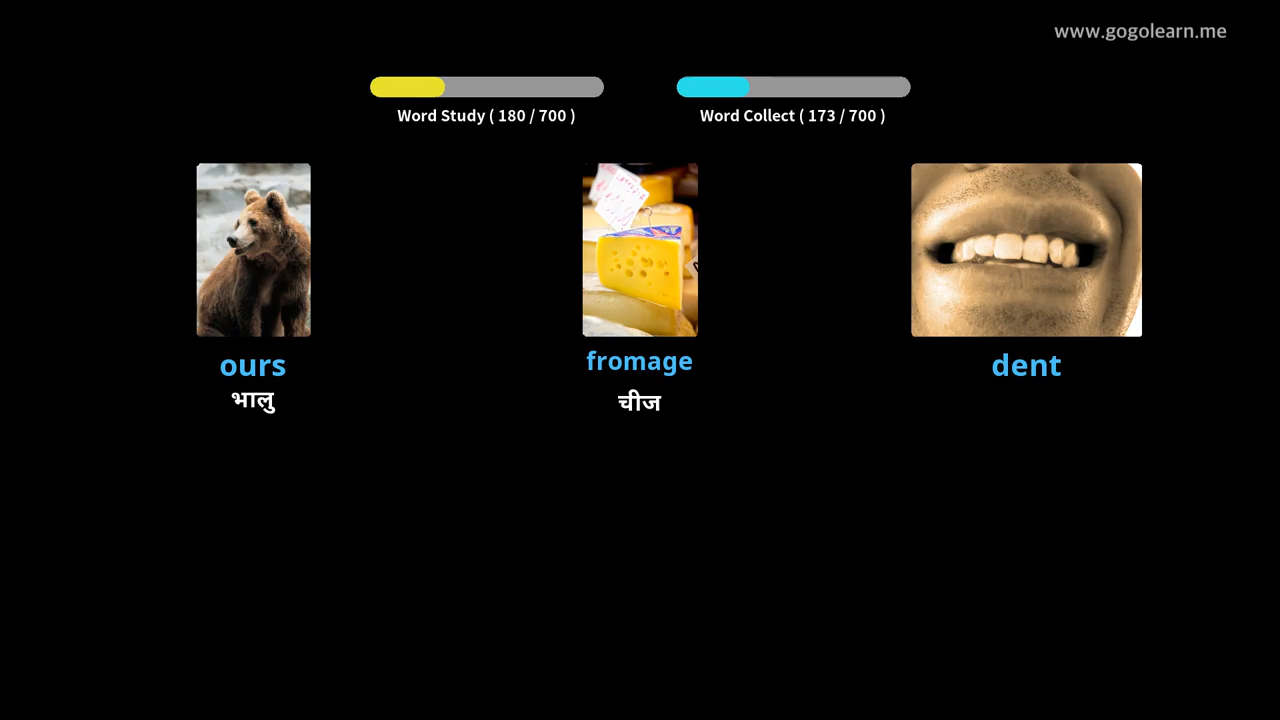 www.gogolearn.me
Word Study ( 180 / 700 )
Word Collect ( 173 / 700 )
ours
fromage
dent
भालु
चीज